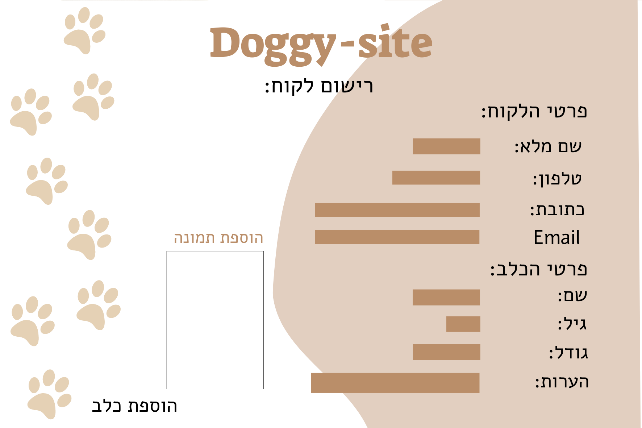 Doggy-site
רישום לקוח:
פרטי הלקוח:
שם מלא:
טלפון:
כתובת:
Email
פרטי הכלב:
שם:
גיל:
גודל:
הערות:
הוספת תמונה
הוספת כלב